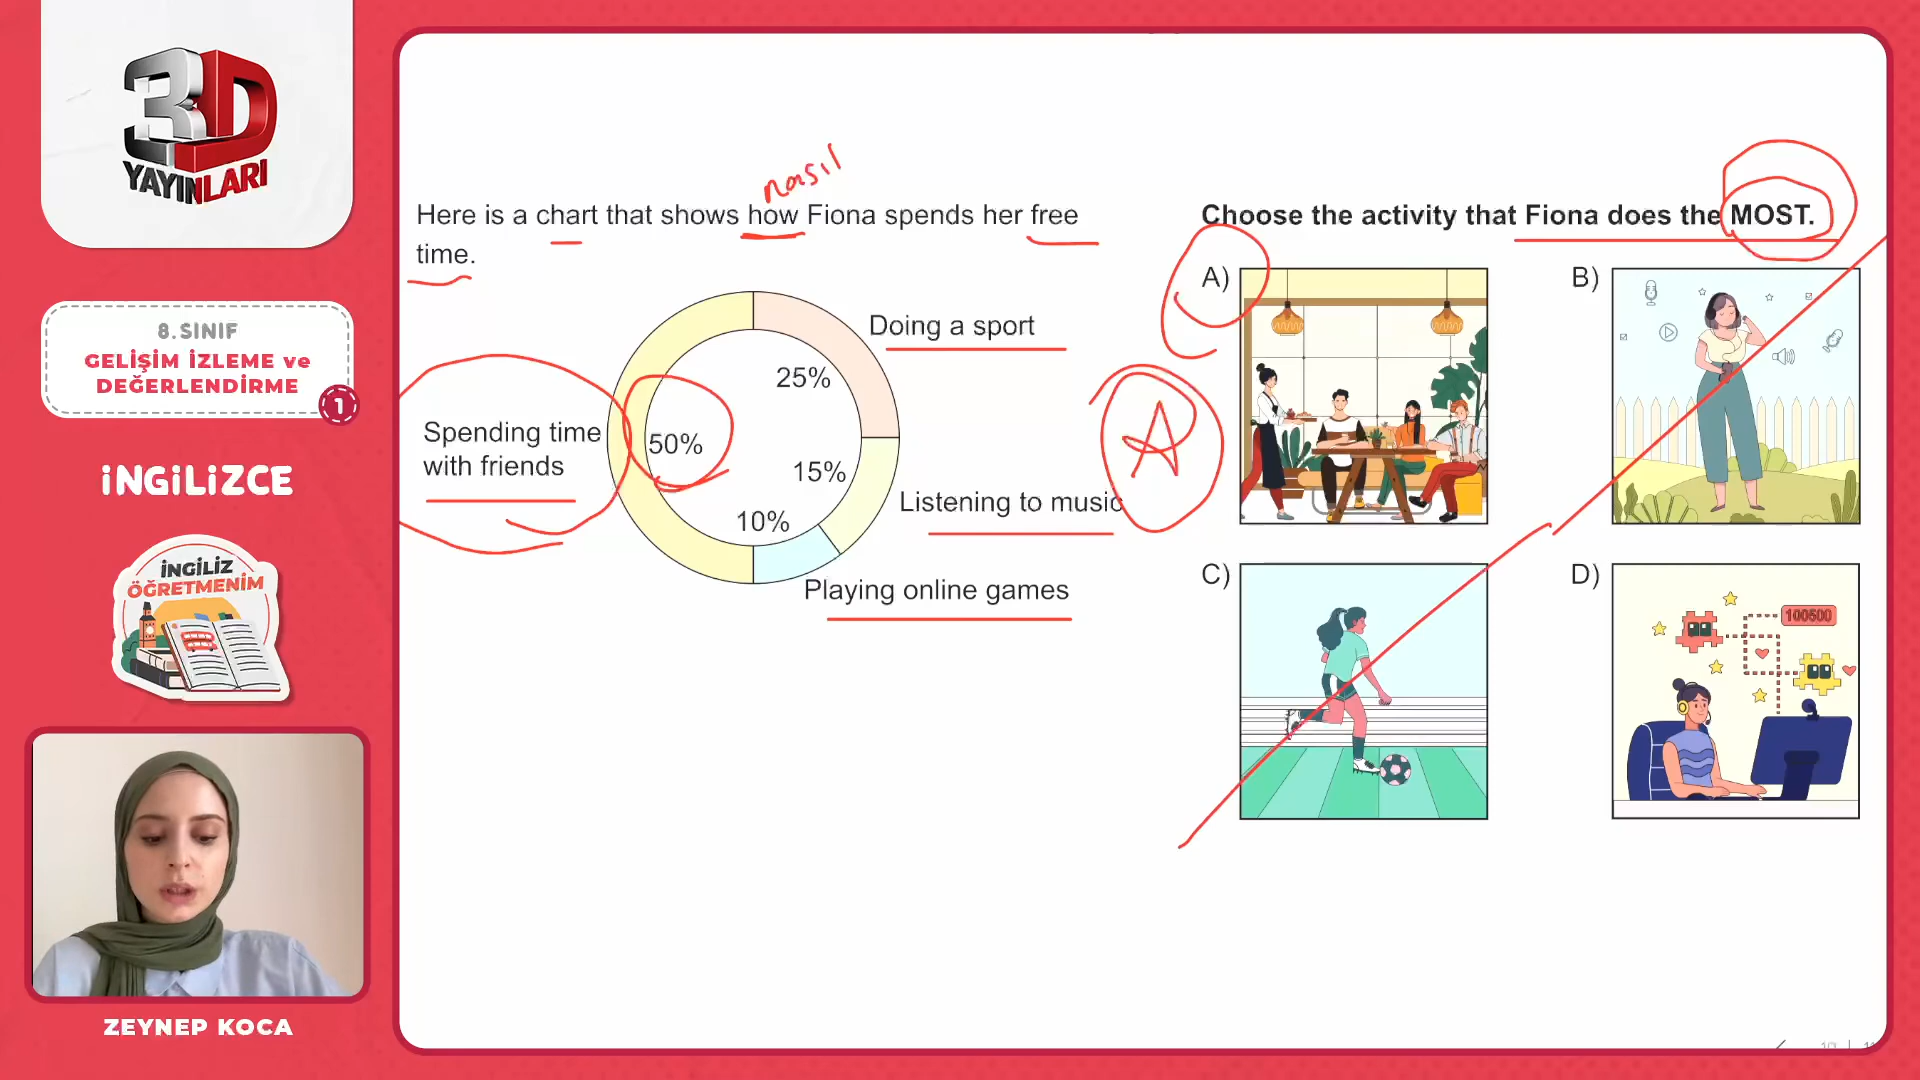 3D
YAYINLARI
8.SINIF
GELİŞİM İZLEME ve
DEĞERLENDİRME
1
İNGİLİZCE
İNGİLİZ
ÖĞRETMENİM
ZEYNEP KOCA
nasıl
Here is a chart that shows how Fiona spends her free
time.
Doing a sport
25%
Spending time
with friends
50%
15%
Listening to music
10%
Playing online games
A
Choose the activity that Fiona does the MOST.
A)
B)
C)
D)
100500